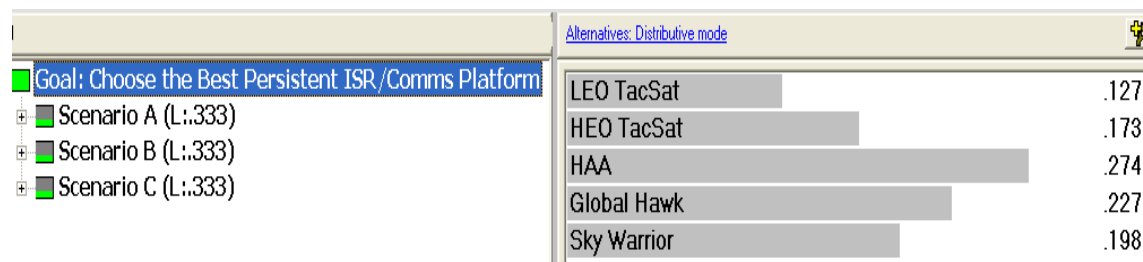 Alternatives: Distributive mode
Goal: Choose the Best Persistent ISR/Comms Platform
Scenario A (L:.333)
Scenario B (L:.333)
Scenario C (L:.333)
LEO TacSat .127
HEO TacSat .173
HAA .274
Global Hawk .227
Sky Warrior .198